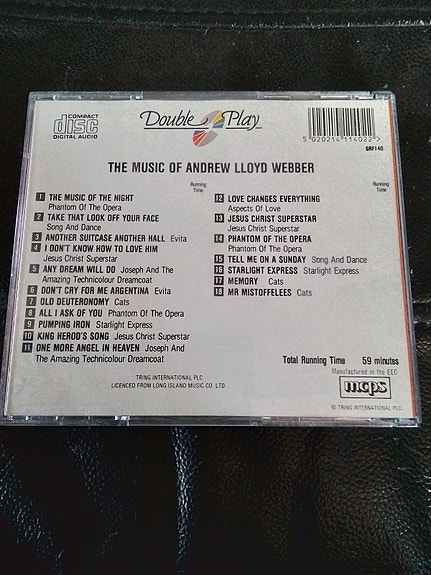 COMPACT
disc
DIGITAL AUDIO
Double Play
5 020214 114022
GRF140
THE MUSIC OF ANDREW LLOYD WEBBER
Running
Time
1 THE MUSIC OF THE NIGHT
Phantom Of The Opera
2 TAKE THAT LOOK OFF YOUR FACE
Song And Dance
3 ANOTHER SUITCASE ANOTHER HALL Evita
4 I DON'T KNOW HOW TO LOVE HIM
Jesus Christ Superstar
5 ANY DREAM WILL DO Joseph And The
Amazing Technicolour Dreamcoat
6 DON'T CRY FOR ME ARGENTINA Evita
7 OLD DEUTERONOMY Cats
8 ALL I ASK OF YOU Phantom Of The Opera
9 PUMPING IRON Starlight Express
10 KING HEROD'S SONG Jesus Christ Superstar
11 ONE MORE ANGEL IN HEAVEN Joseph And
The Amazing Technicolour Dreamcoat
Running
Time
12 LOVE CHANGES EVERYTHING
Aspects Of Love
13 JESUS CHRIST SUPERSTAR
Jesus Christ Superstar
14 PHANTOM OF THE OPERA
Phantom Of The Opera
15 TELL ME ON A SUNDAY Song And Dance
16 STARLIGHT EXPRESS Starlight Express
17 MEMORY Cats
18 MR MISTOFFELEES Cats
Total Running Time 59 minutes
Manufactured in the EEC
mcps
TRING INTERNATIONAL PLC
LICENCED FROM LONG ISLAND MUSIC CO. LTD.
℗ TRING INTERNATIONAL PLC